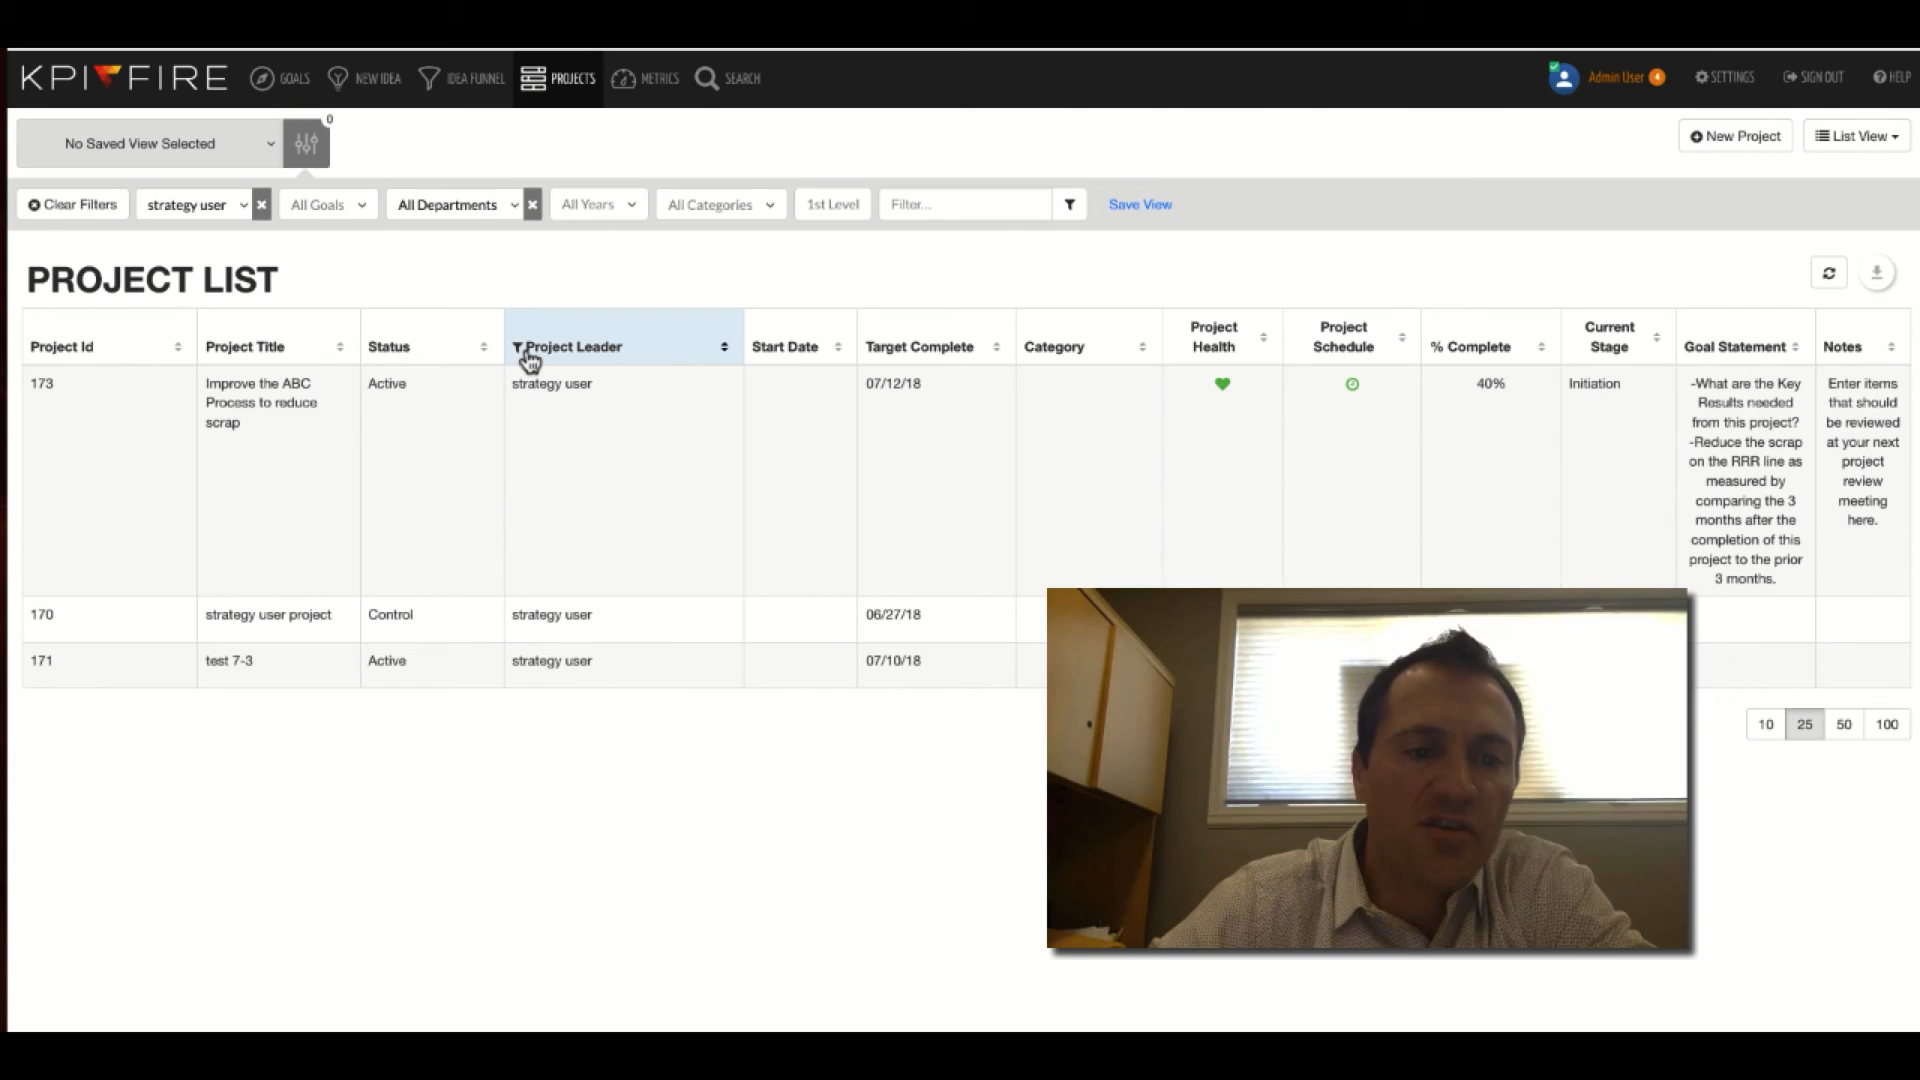 KPI FIRE GOALS NEW IDEA IDEA FUNNEL PROJECTS METRICS SEARCH Admin User 4 SETTINGS SIGN OUT HELP
No Saved View Selected 0 New Project List View
Clear Filters strategy user All Goals All Departments All Years All Categories 1st Level Filter... Save View
PROJECT LIST
Project Id Project Title Status Project Leader Start Date Target Complete Category Project Health Project Schedule % Complete Current Stage Goal Statement Notes
173 Improve the ABC Active strategy user 07/12/18 40% Initiation -What are the Key Enter items
Process to reduce Results needed that should
scrap from this project? be reviewed
-Reduce the scrap at your next
on the RRR line as project
measured by review
comparing the 3 meeting
months after the here.
completion of this
project to the prior
3 months.
170 strategy user project Control strategy user 06/27/18
171 test 7-3 Active strategy user 07/10/18
10 25 50 100